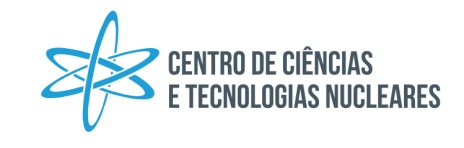 CENTRO DE CIÊNCIAS
E TECNOLOGIAS NUCLEARES